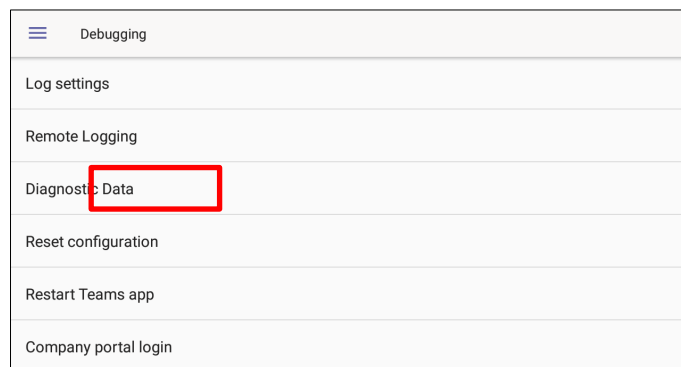 Debugging
Log settings
Remote Logging
Diagnostic Data
Reset configuration
Restart Teams app
Company portal login